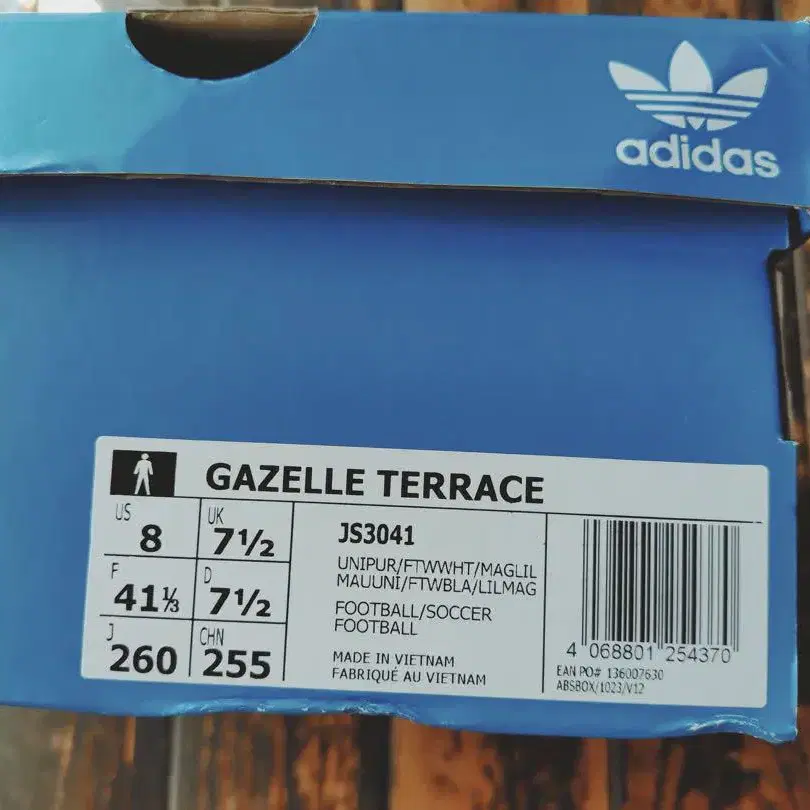 adidas
GAZELLE TERRACE
US
8
UK
7½
F
41⅓
D
7½
J
260
CHN
255
JS3041
UNIPUR/FTWWHT/MAGLIL
MAUUNI/FTWBLA/LILMAG
FOOTBALL/SOCCER
FOOTBALL
MADE IN VIETNAM
FABRIQUÉ AU VIETNAM
4 068801 254370
EAN PO# 136007630
ABSBOX/1023/V12